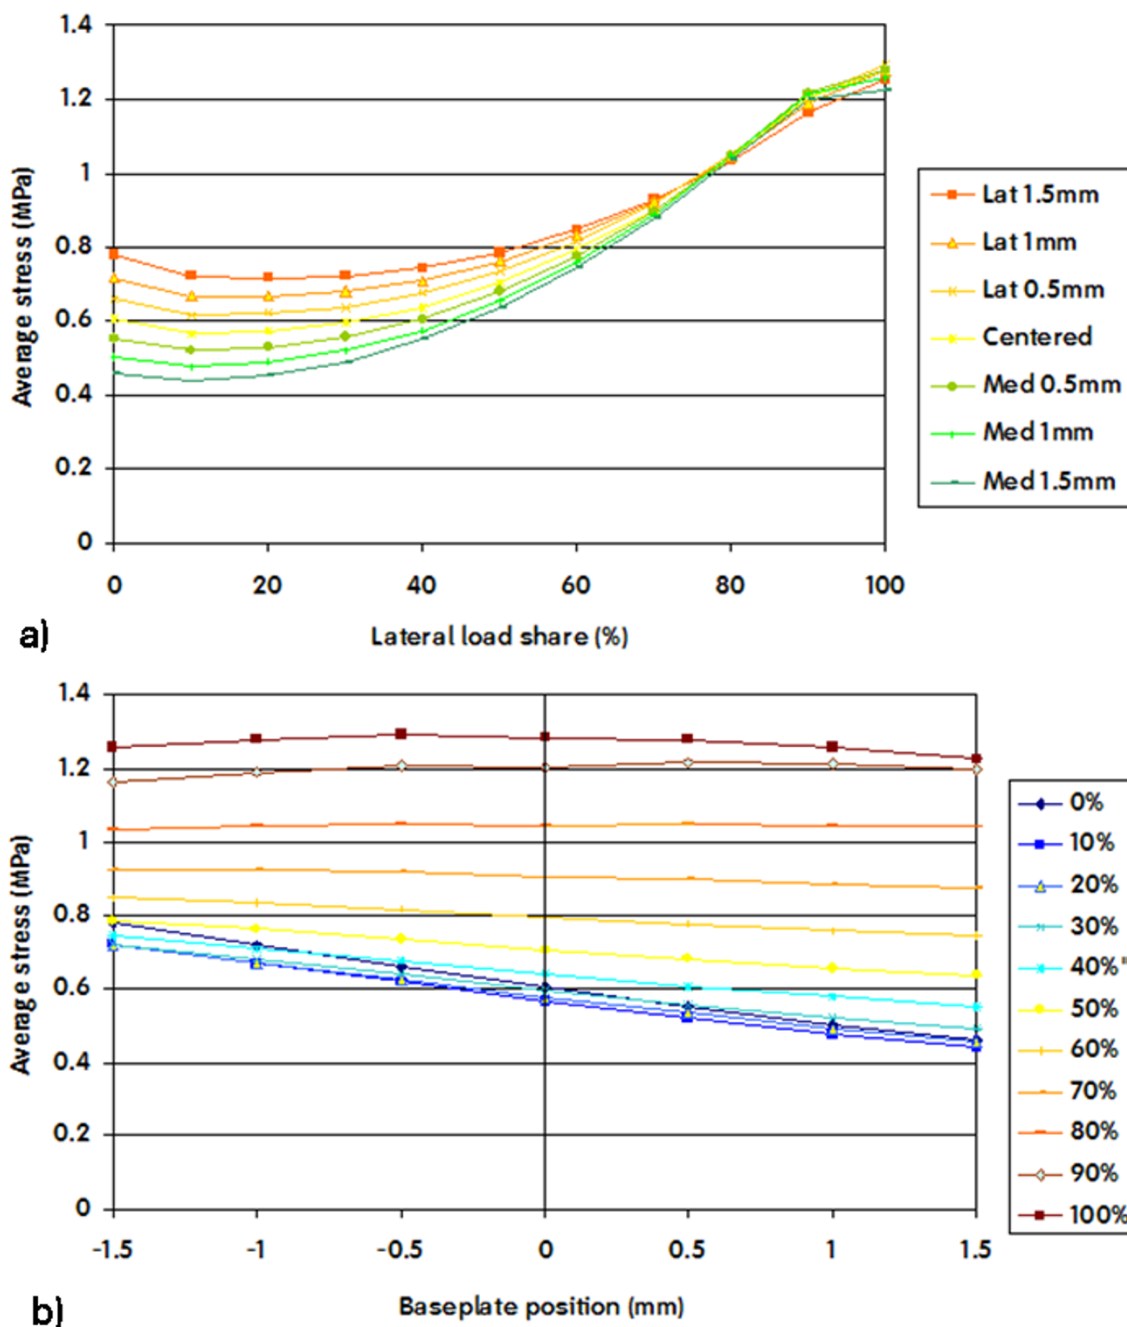 1.4
1.2
1
0.8
0.6
0.4
0.2
0
Average stress (MPa)
0 20 40 60 80 100
Lateral load share (%)
a)
Lat 1.5mm
Lat 1mm
Lat 0.5mm
Centered
Med 0.5mm
Med 1mm
Med 1.5mm
1.4
1.2
1
0.8
0.6
0.4
0.2
0
Average stress (MPa)
-1.5 -1 -0.5 0 0.5 1 1.5
Baseplate position (mm)
b)
0%
10%
20%
30%
40%"
50%
60%
70%
80%
90%
100%